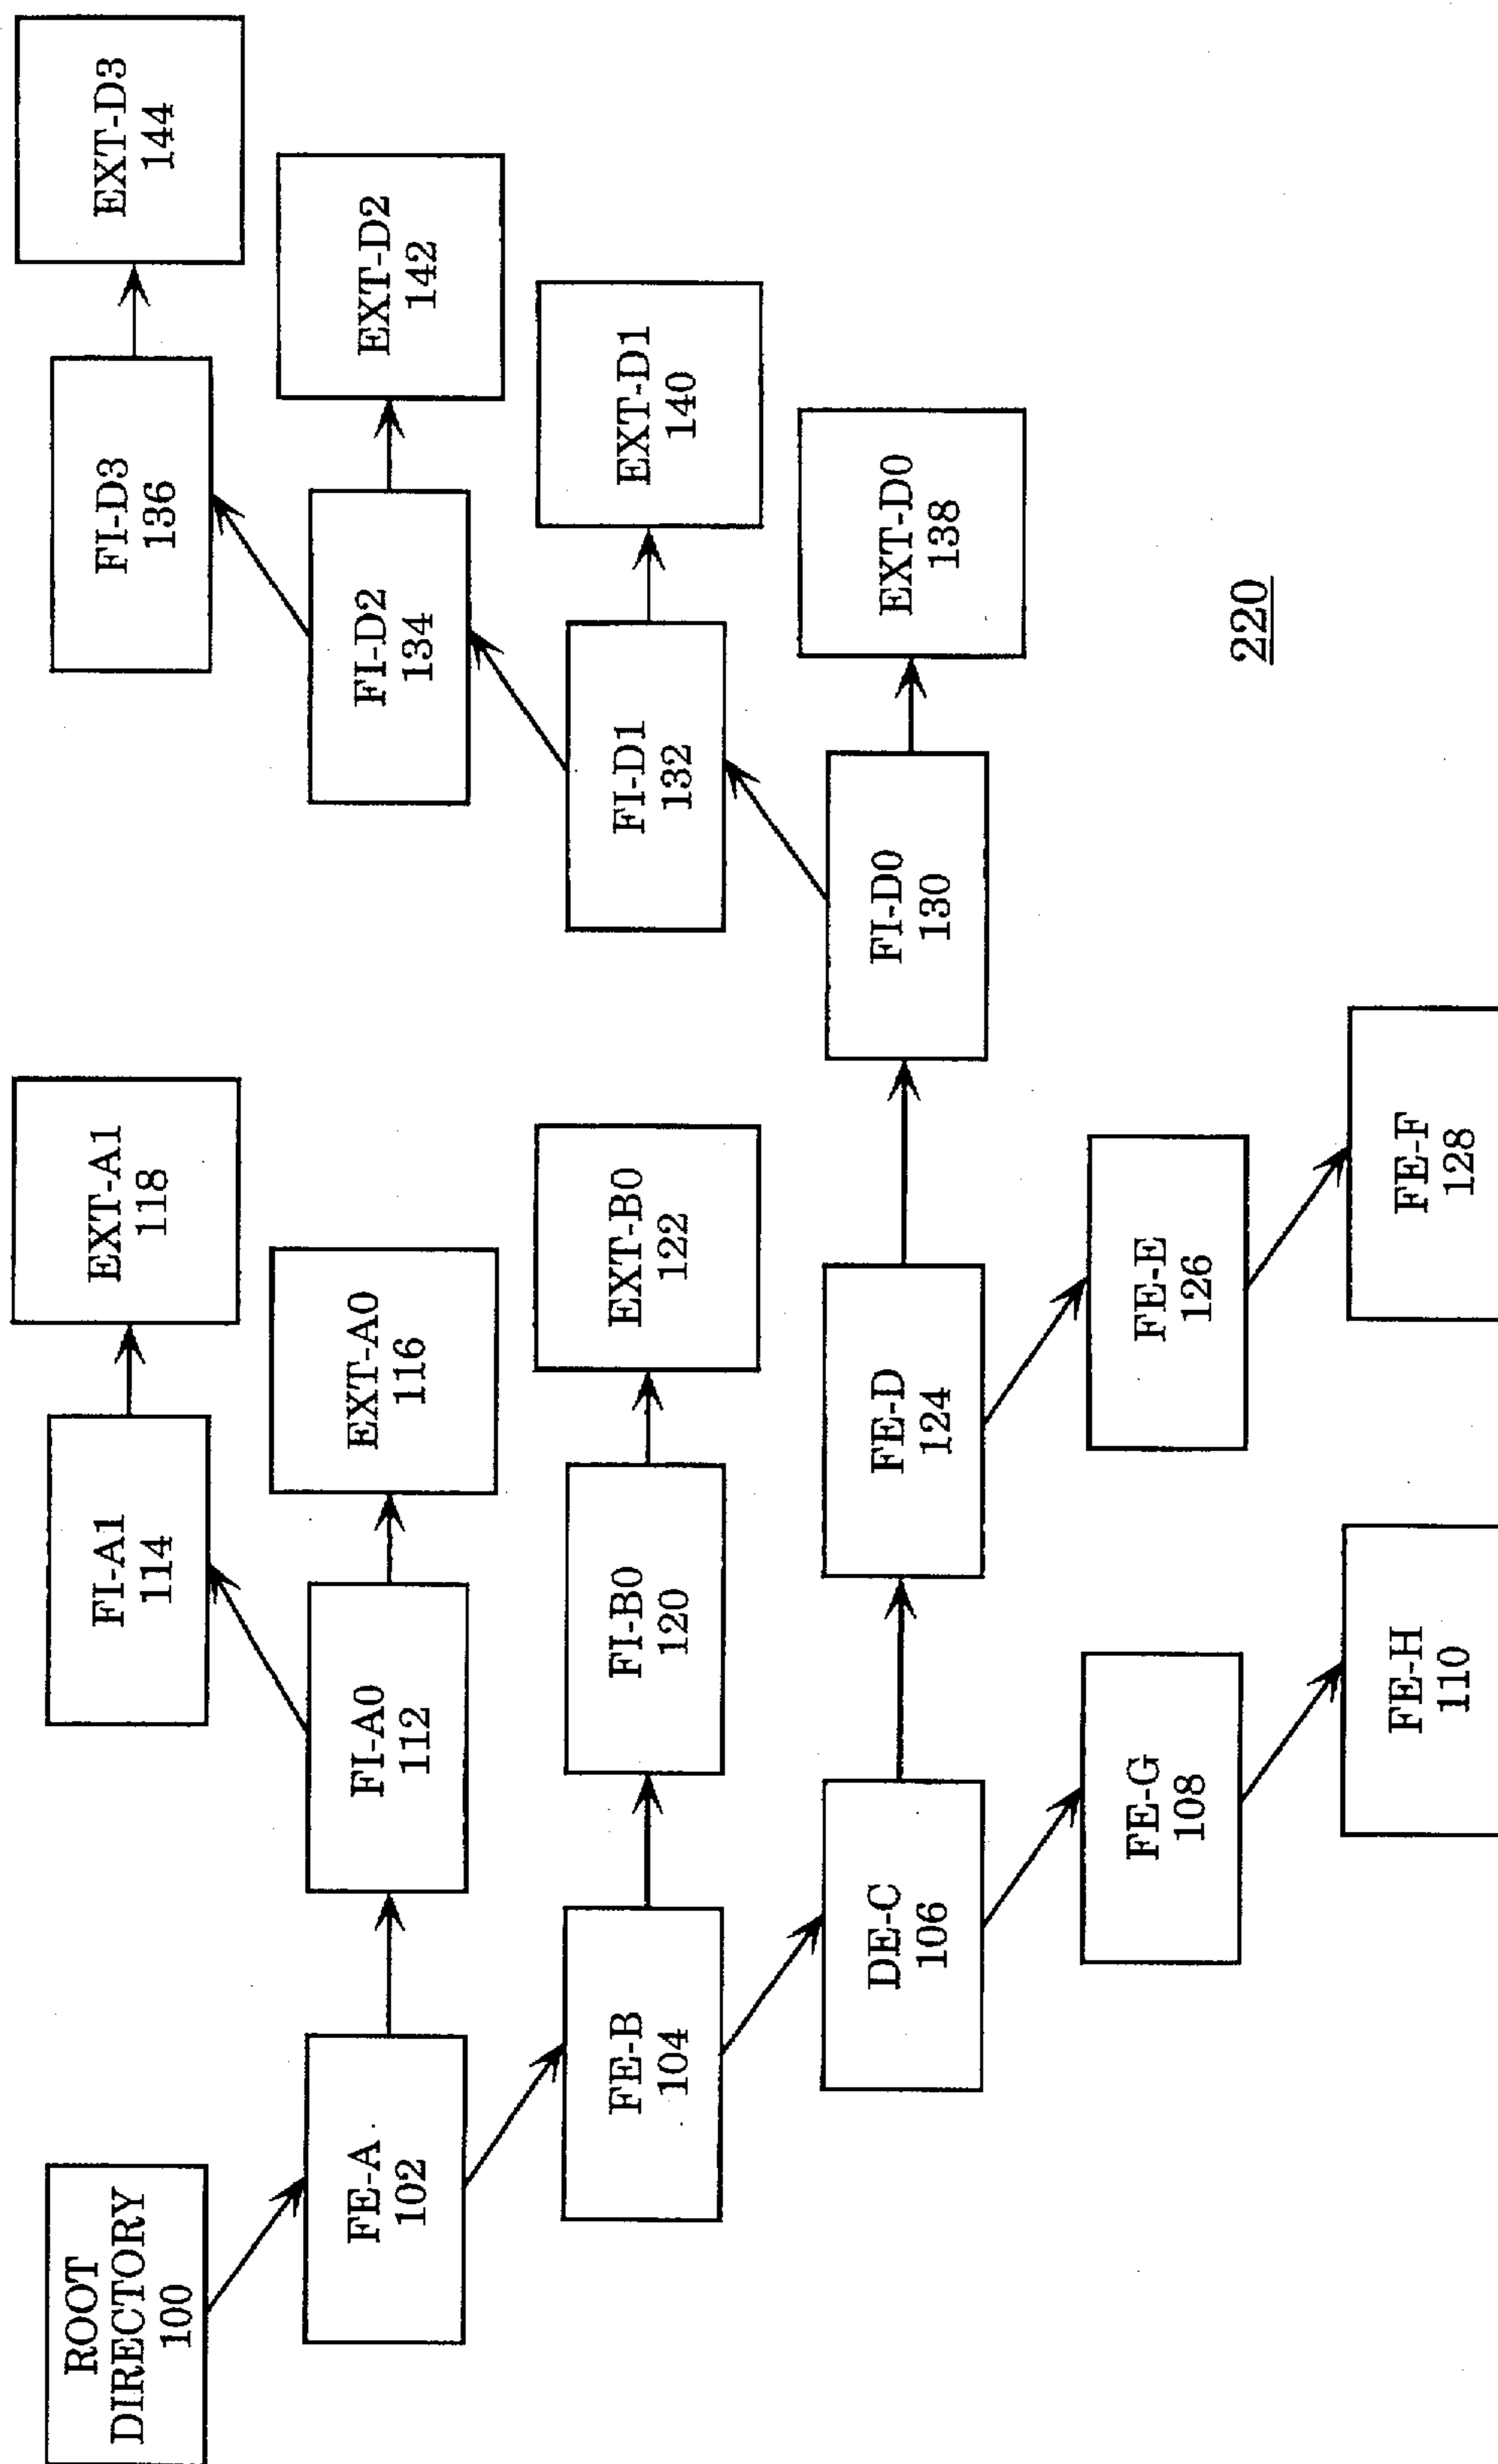 ROOT
DIRECTORY
100
FE-A
102
FE-B
104
DE-C
106
FE-G
108
FE-H
110
FI-A0
112
FI-A1
114
EXT-A0
116
EXT-A1
118
FI-B0
120
EXT-B0
122
FE-D
124
FE-E
126
FE-F
128
FI-D0
130
FI-D1
132
FI-D2
134
FI-D3
136
EXT-D0
138
EXT-D1
140
EXT-D2
142
EXT-D3
144
220